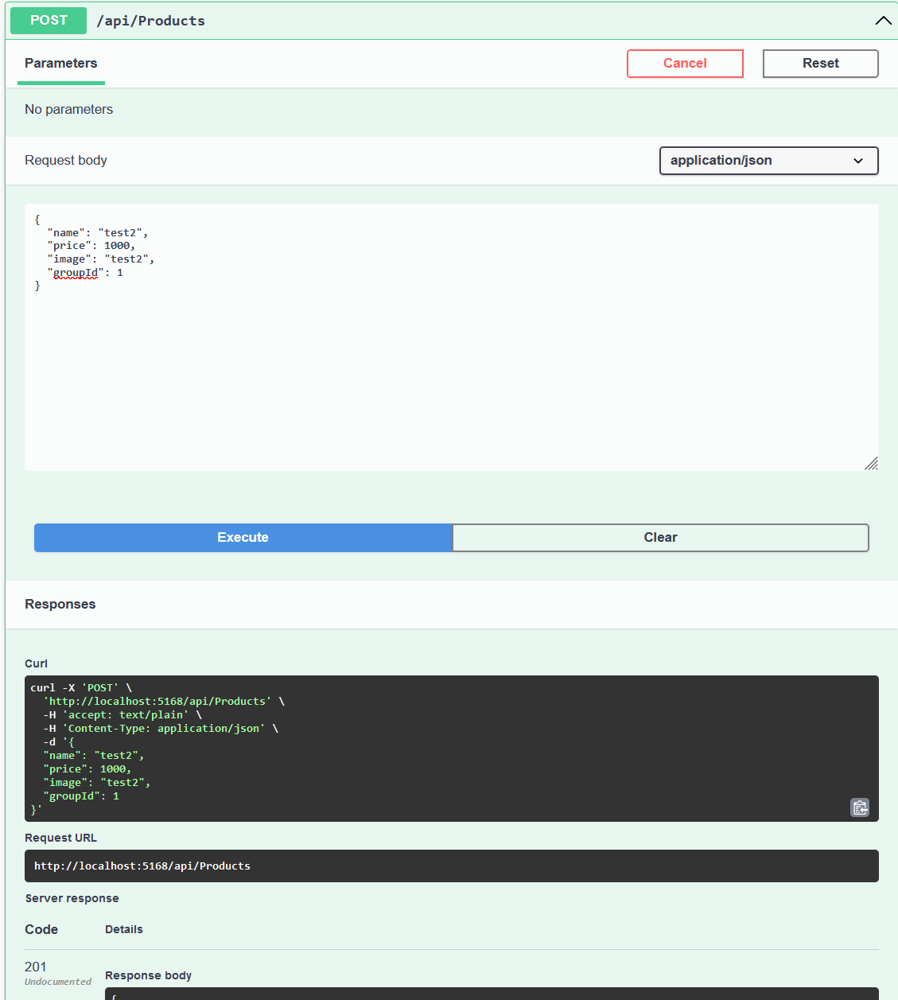 POST /api/Products
Parameters Cancel Reset
No parameters
Request body application/json
{
  "name": "test2",
  "price": 1000,
  "image": "test2",
  "groupId": 1
}
Execute Clear
Responses
Curl
curl -X 'POST' \
  'http://localhost:5168/api/Products' \
  -H 'accept: text/plain' \
  -H 'Content-Type: application/json' \
  -d '{
  "name": "test2",
  "price": 1000,
  "image": "test2",
  "groupId": 1
}'
Request URL
http://localhost:5168/api/Products
Server response
Code Details
201
Undocumented
Response body
{